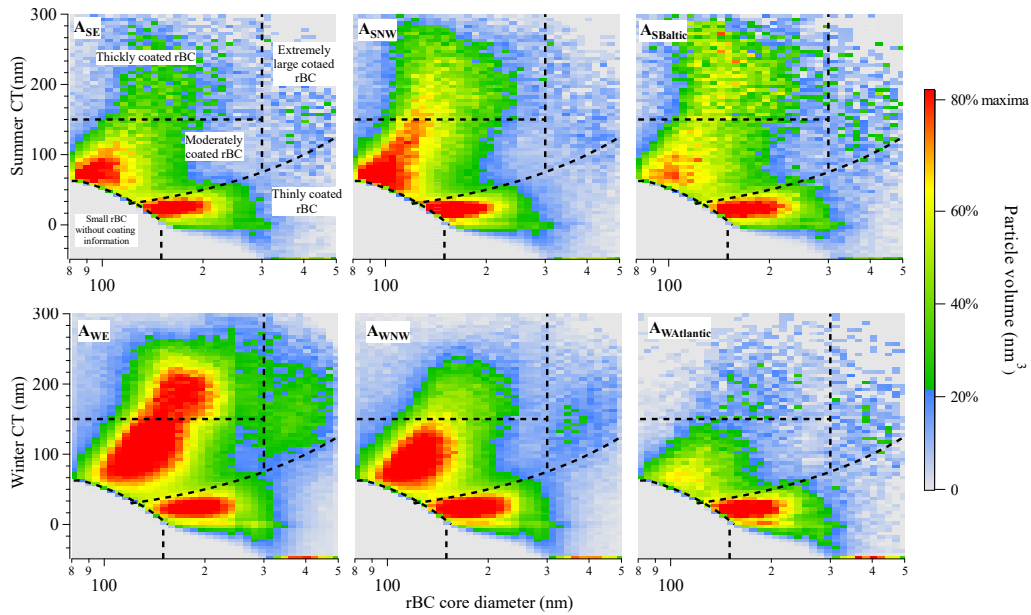 300
200
100
0
Summer CT(nm)
A_SE
Thickly coated rBC
Extremely
large cotaed
rBC
Moderately
coated rBC
Thinly coated
rBC
Small rBC
without coating
information
8 9 2 3 4 5
100
A_SNW
8 9 2 3 4 5
100
A_SBaltic
8 9 2 3 4 5
100
300
200
100
0
Winter CT (nm)
A_WE
8 9 2 3 4 5
100
A_WNW
8 9 2 3 4 5
100
A_WAtlantic
8 9 2 3 4 5
100
rBC core diameter (nm)
80% maxima
60%
40%
20%
0
Particle volume (nm³)